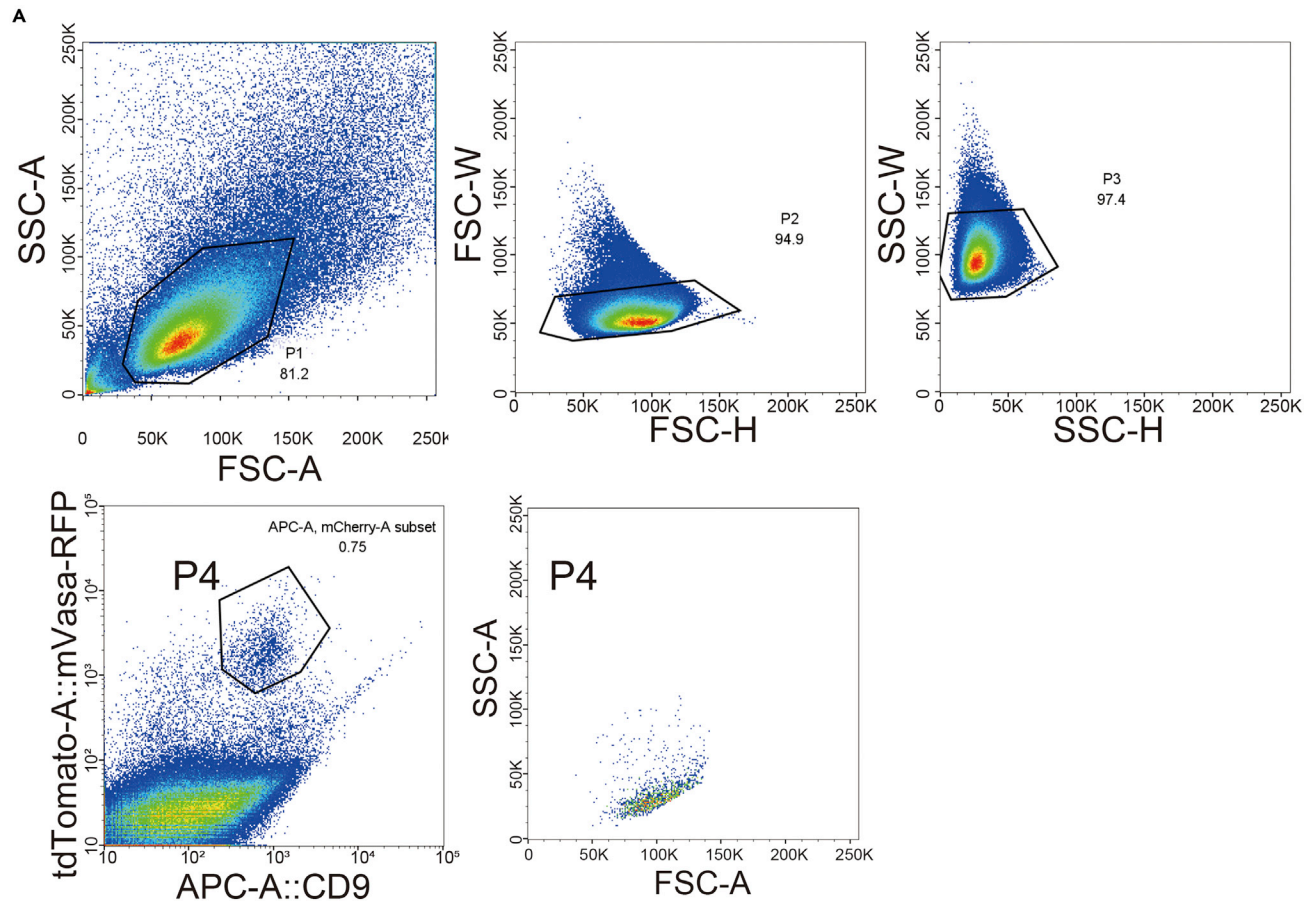 A
250K
200K
150K
100K
50K
0
SSC-A
P1
81.2
0 50K 100K 150K 200K 250K
FSC-A
250K
200K
150K
100K
50K
0
FSC-W
P2
94.9
0 50K 100K 150K 200K 250K
FSC-H
250K
200K
150K
100K
50K
0
SSC-W
P3
97.4
0 50K 100K 150K 200K 250K
SSC-H
tdTomato-A::mVasa-RFP
10⁵
10⁴
10³
10²
10
APC-A, mCherry-A subset
0.75
P4
10 10² 10³ 10⁴ 10⁵
APC-A::CD9
250K
200K
150K
100K
50K
0
SSC-A
P4
0 50K 100K 150K 200K 250K
FSC-A